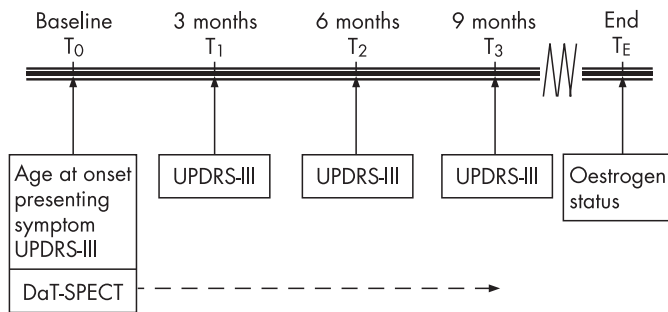 Baseline 3 months 6 months 9 months End
T0 T1 T2 T3 TE
Age at onset
presenting
symptom
UPDRS-III
DaT-SPECT
UPDRS-III
UPDRS-III
UPDRS-III
Oestrogen
status